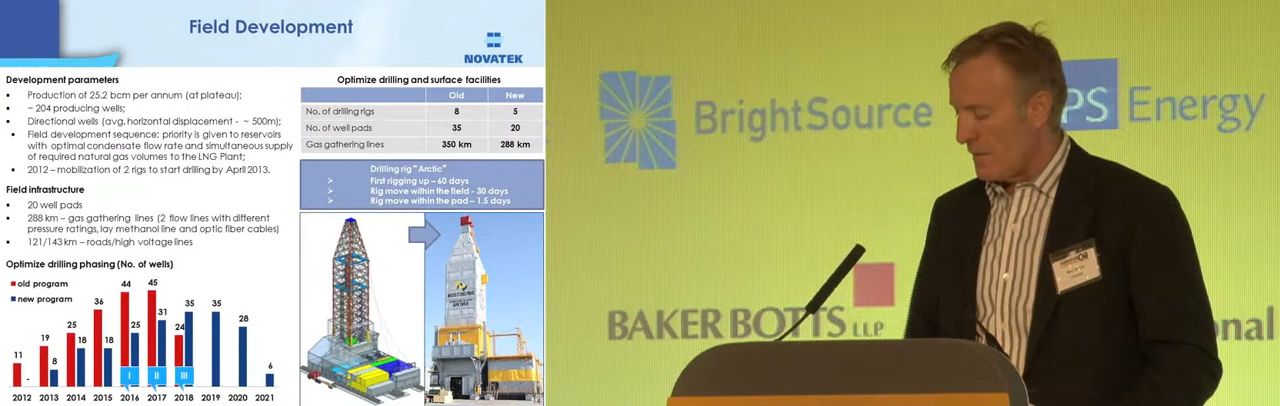 Field Development
NOVATEK
Development parameters
Production of 25.2 bcm per annum (at plateau);
~ 204 producing wells;
Directional wells (avg. horizontal displacement - ~ 500m);
Field development sequence: priority is given to reservoirs
with optimal condensate flow rate and simultaneous supply
of required natural gas volumes to the LNG Plant;
2012 – mobilization of 2 rigs to start drilling by April 2013.
Field infrastructure
20 well pads
288 km – gas gathering lines (2 flow lines with different
pressure ratings, lay methanol line and optic fiber cables)
121/143 km – roads/high voltage lines
Optimize drilling phasing (No. of wells)
old program
new program
11 - 19 8 25 18 36 18 44 25 45 31 24 35 35 28 6
I II III
2012 2013 2014 2015 2016 2017 2018 2019 2020 2021
Optimize drilling and surface facilities
Old New
No. of drilling rigs 8 5
No. of well pads 35 20
Gas gathering lines 350 km 288 km
Drilling rig "Arctic"
First rigging up – 60 days
Rig move within the field - 30 days
Rig move within the pad – 1.5 days
BrightSource
PS Energy
BAKER BOTTS LLP
onal
Oil